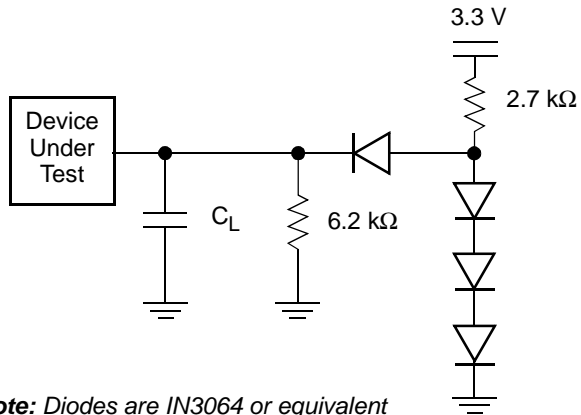 3.3 V
2.7 kΩ
Device
Under
Test
C_L
6.2 kΩ
ote: Diodes are IN3064 or equivalent